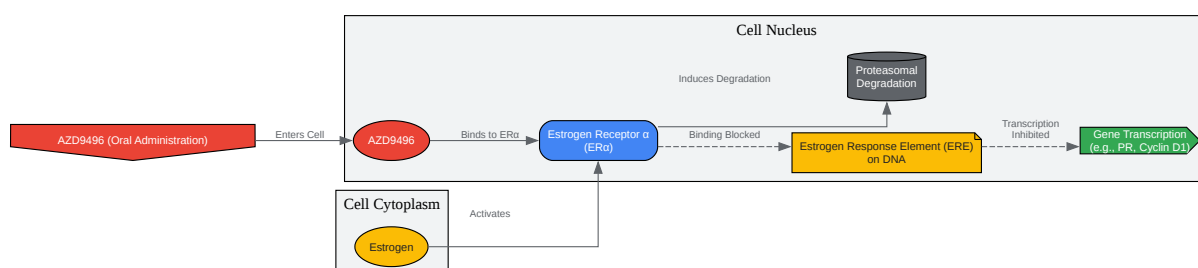 Cell Nucleus
Proteasomal
Degradation
Induces Degradation
AZD9496 (Oral Administration)
Enters Cell
AZD9496
Binds to ERα
Estrogen Receptor α
(ERα)
Binding Blocked
Estrogen Response Element (ERE)
on DNA
Transcription
Inhibited
Gene Transcription
(e.g., PR, Cyclin D1)
Cell Cytoplasm
Activates
Estrogen